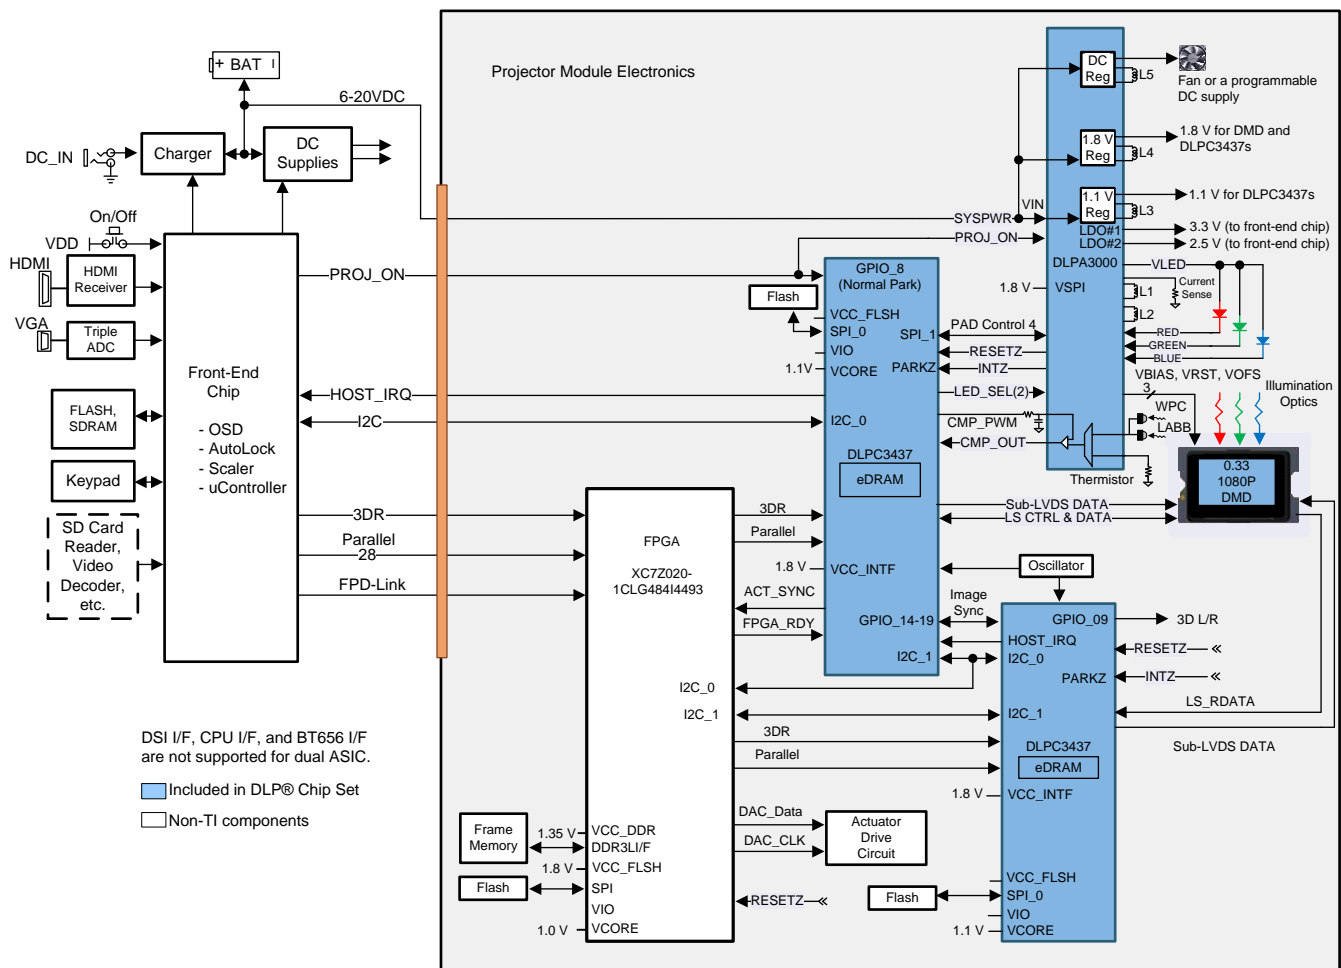 Projector Module Electronics
+ BAT –
6-20VDC
DC_IN
Charger
DC
Supplies
On/Off
VDD
HDMI
HDMI
Receiver
VGA
Triple
ADC
FLASH,
SDRAM
Keypad
SD Card
Reader,
Video
Decoder,
etc.
Front-End
Chip
- OSD
- AutoLock
- Scaler
- uController
PROJ_ON
HOST_IRQ
I2C
3DR
Parallel
28
FPD-Link
DSI I/F, CPU I/F, and BT656 I/F
are not supported for dual ASIC.
Included in DLP® Chip Set
Non-TI components
SYSPWR
PROJ_ON
VIN
DC
Reg
L5
Fan or a programmable
DC supply
1.8 V
Reg
L4
1.8 V for DMD and
DLPC3437s
1.1 V
Reg
L3
1.1 V for DLPC3437s
LDO#1
3.3 V (to front-end chip)
LDO#2
2.5 V (to front-end chip)
DLPA3000
VLED
1.8 V
VSPI
L1
L2
Current
Sense
RED
GREEN
BLUE
VBIAS, VRST, VOFS
3
Illumination
Optics
WPC
LABB
Thermistor
0.33
1080P
DMD
Flash
GPIO_8
(Normal Park)
VCC_FLSH
SPI_0
SPI_1
PAD Control 4
VIO
RESETZ
1.1V
VCORE
PARKZ
INTZ
LED_SEL(2)
I2C_0
CMP_PWM
CMP_OUT
DLPC3437
eDRAM
Sub-LVDS DATA
LS CTRL & DATA
3DR
Parallel
1.8 V
VCC_INTF
ACT_SYNC
FPGA_RDY
GPIO_14-19
I2C_1
Image
Sync
Oscillator
FPGA
XC7Z020-
1CLG484I4493
I2C_0
I2C_1
3DR
Parallel
GPIO_09
3D L/R
HOST_IRQ
I2C_0
RESETZ
PARKZ
INTZ
I2C_1
LS_RDATA
DLPC3437
eDRAM
Sub-LVDS DATA
1.8 V
VCC_INTF
DAC_Data
DAC_CLK
Actuator
Drive
Circuit
Frame
Memory
1.35 V
VCC_DDR
DDR3LI/F
1.8 V
VCC_FLSH
Flash
SPI
VIO
1.0 V
VCORE
RESETZ
Flash
VCC_FLSH
SPI_0
VIO
1.1 V
VCORE